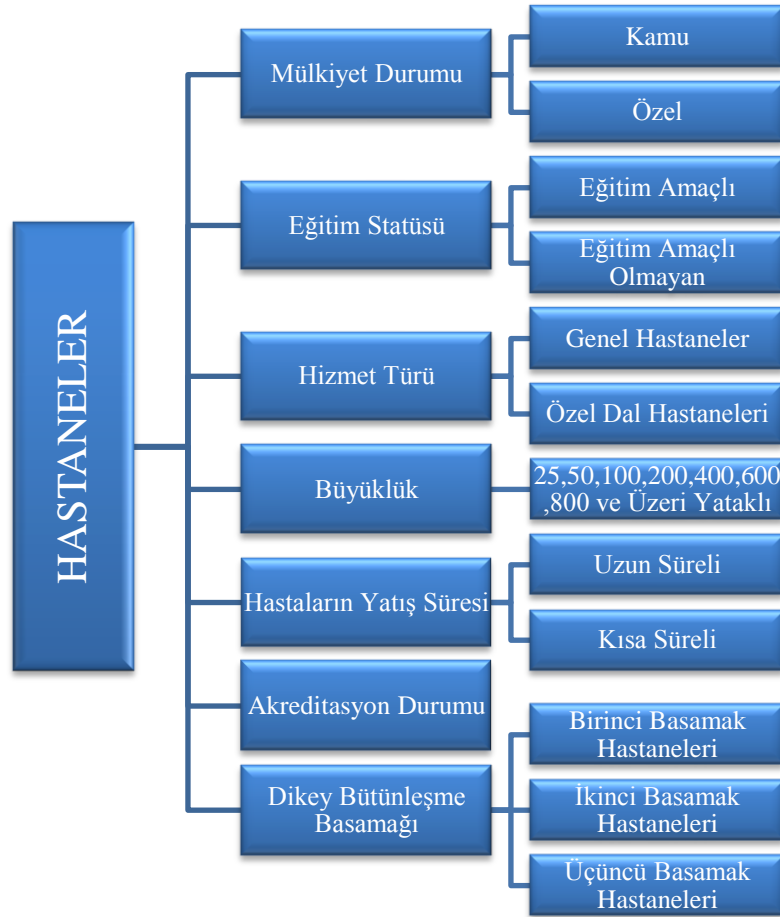 HASTANELER
Mülkiyet Durumu
Kamu
Özel
Eğitim Statüsü
Eğitim Amaçlı
Eğitim Amaçlı
Olmayan
Hizmet Türü
Genel Hastaneler
Özel Dal Hastaneleri
Büyüklük
25,50,100,200,400,600
,800 ve Üzeri Yataklı
Hastaların Yatış Süresi
Uzun Süreli
Kısa Süreli
Akreditasyon Durumu
Dikey Bütünleşme
Basamağı
Birinci Basamak
Hastaneleri
İkinci Basamak
Hastaneleri
Üçüncü Basamak
Hastaneleri